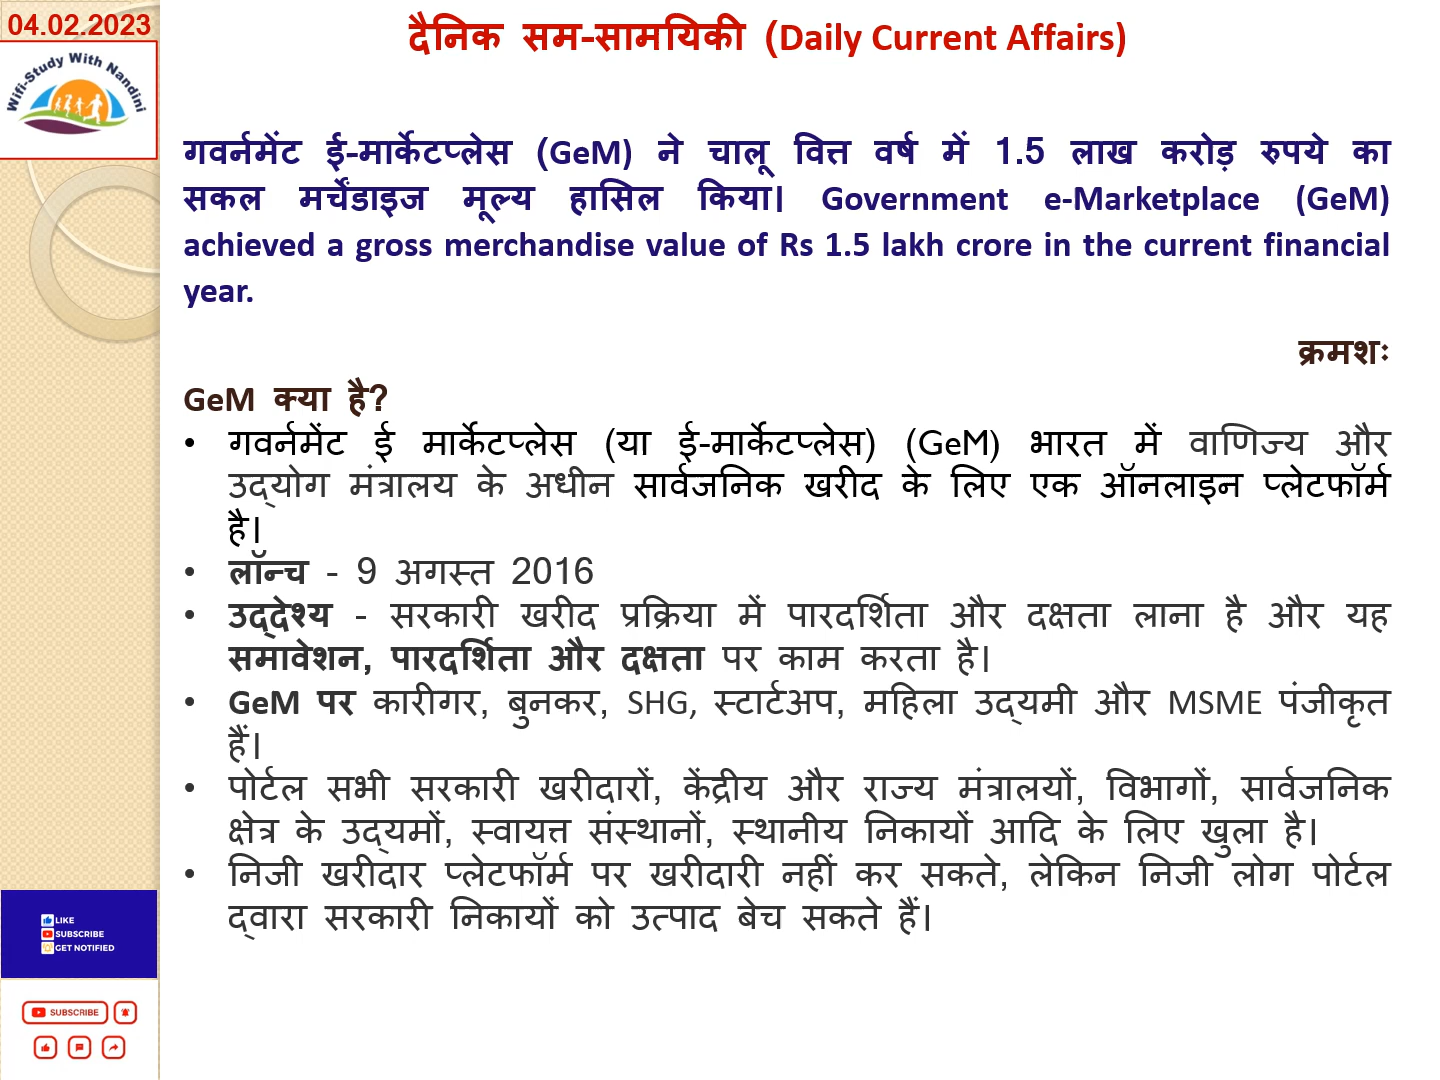 04.02.2023
दैनिक सम-सामयिकी (Daily Current Affairs)
Wifi-Study With Nandini
गवर्नमेंट ई-मार्केटप्लेस (GeM) ने चालू वित्त वर्ष में 1.5 लाख करोड़ रुपये का
सकल मर्चेंडाइज मूल्य हासिल किया। Government e-Marketplace (GeM)
achieved a gross merchandise value of Rs 1.5 lakh crore in the current financial
year.
क्रमशः
GeM क्या है?
• गवर्नमेंट ई मार्केटप्लेस (या ई-मार्केटप्लेस) (GeM) भारत में वाणिज्य और
उद्योग मंत्रालय के अधीन सार्वजनिक खरीद के लिए एक ऑनलाइन प्लेटफॉर्म
है।
• लॉन्च - 9 अगस्त 2016
• उद्देश्य - सरकारी खरीद प्रक्रिया में पारदर्शिता और दक्षता लाना है और यह
समावेशन, पारदर्शिता और दक्षता पर काम करता है।
• GeM पर कारीगर, बुनकर, SHG, स्टार्टअप, महिला उद्यमी और MSME पंजीकृत
हैं।
• पोर्टल सभी सरकारी खरीदारों, केंद्रीय और राज्य मंत्रालयों, विभागों, सार्वजनिक
क्षेत्र के उद्यमों, स्वायत्त संस्थानों, स्थानीय निकायों आदि के लिए खुला है।
• निजी खरीदार प्लेटफॉर्म पर खरीदारी नहीं कर सकते, लेकिन निजी लोग पोर्टल
द्वारा सरकारी निकायों को उत्पाद बेच सकते हैं।
LIKE
SUBSCRIBE
GET NOTIFIED
SUBSCRIBE